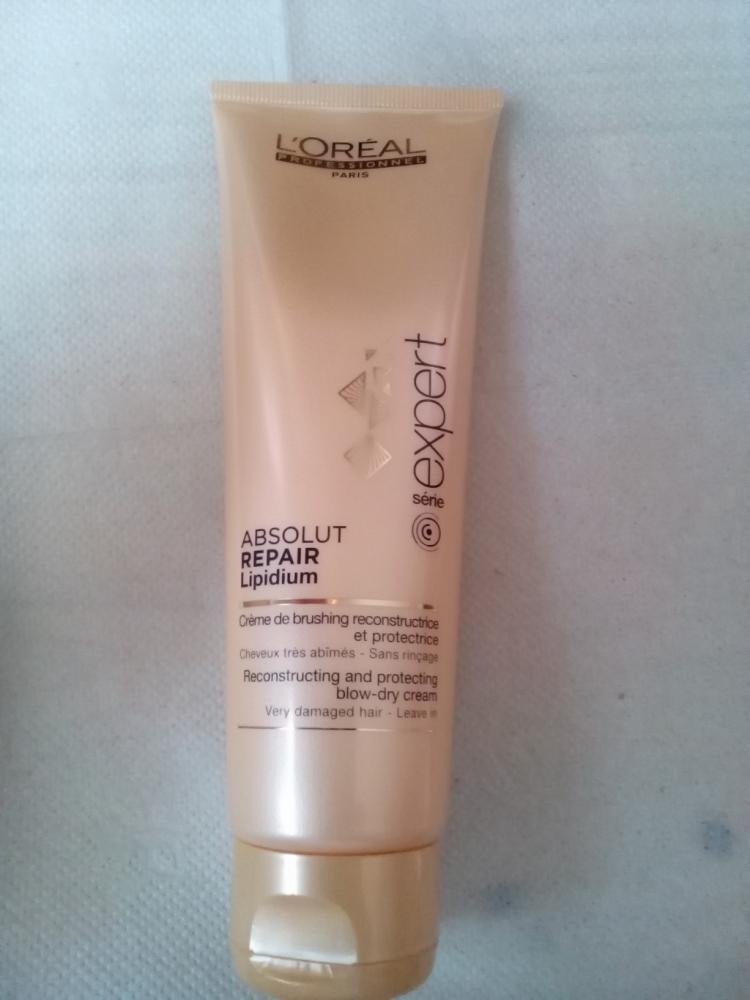 L'ORÉAL
PROFESSIONNEL
PARIS
série expert
ABSOLUT
REPAIR
Lipidium
Crème de brushing reconstructrice
et protectrice
Cheveux très abîmés - Sans rinçage
Reconstructing and protecting
blow-dry cream
Very damaged hair - Leave in